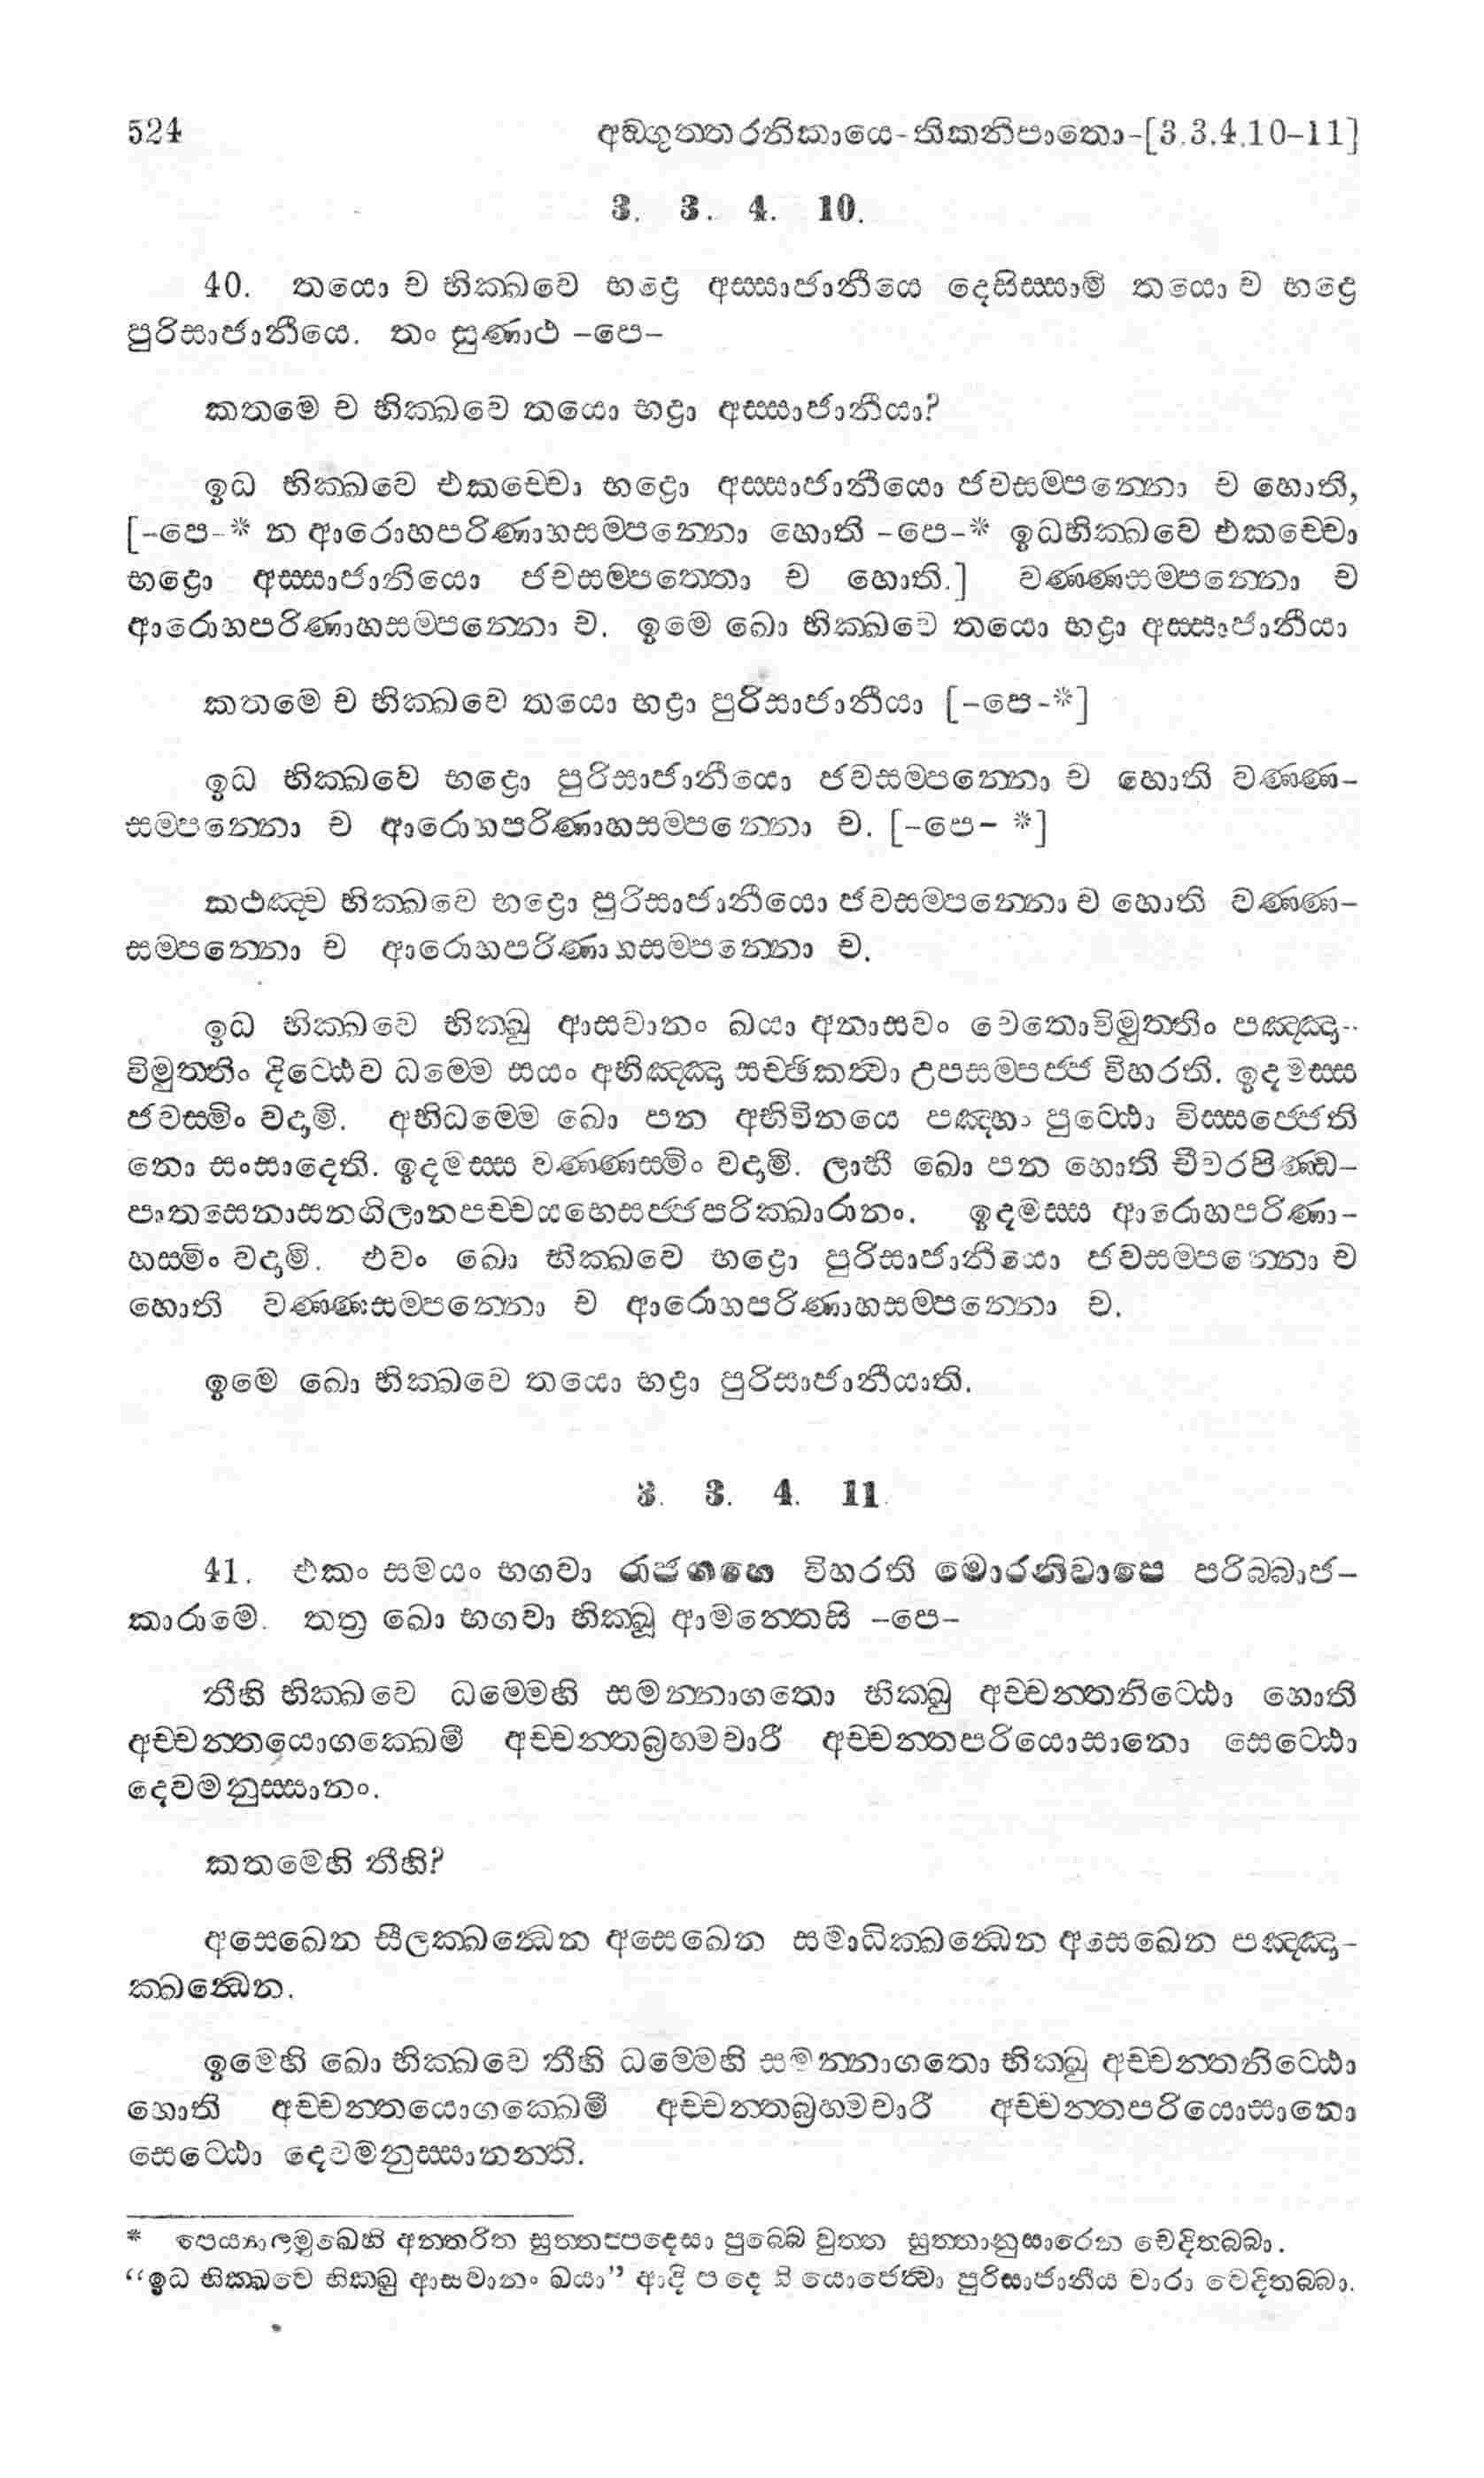 524 අඞගුත්තරනිකායෙ-තිකනිපාතො-[3.3.4.10-11]
3. 3. 4. 10.
40. තයො ච භික්ඛවෙ භද්‍රෙ අස්සාජානීයෙ දෙසිස්සාමි තයො ච භද්‍රෙ
පුරිසාජානීයෙ. තං සුණාථ -පෙ-
කතමෙ ච භික්ඛවෙ තයො භද්‍රා අස්සාජානීයා?
ඉධ භික්ඛවෙ එකච්චො භද්‍රො අස්සාජානීයො ජවසම්පන්නො ච හොති,
[-පෙ-* න ආරොහපරිණාහසම්පන්නො හොති -පෙ-* ඉධභික්ඛවෙ එකච්චො
භද්‍රො අස්සාජානියො ජවසම්පන්නො ච හොති.] වණ්ණසම්පන්නො ච
ආරොහපරිණාහසම්පන්නො ච. ඉමෙ ඛො භික්ඛවෙ තයො භද්‍රා අස්සාජානීයා
කතමෙ ච භික්ඛවෙ තයො භද්‍රා පුරිසාජානීයා [-පෙ-*]
ඉධ භික්ඛවෙ භද්‍රො පුරිසාජානීයො ජවසම්පන්නො ච හොති වණ්ණ-
සම්පන්නො ච ආරොහපරිණාහසම්පන්නො ච. [-පෙ- *]
කථඤ්ච භික්ඛවෙ භද්‍රො පුරිසාජානීයො ජවසම්පන්නො ච හොති වණ්ණ-
සම්පන්නො ච ආරොහපරිණාහසම්පන්නො ච.
ඉධ භික්ඛවෙ භික්ඛු ආසවානං ඛයා අනාසවං චෙතොවිමුත්තිං පඤ්ඤා-
විමුත්තිං දිට්ඨෙව ධම්මෙ සයං අභිඤ්ඤා සච්ඡිකත්‍වා උපසම්පජ්ජ විහරති. ඉදමස්ස
ජවස්මිං වදාමි. අභිධම්මෙ ඛො පන අභිවිනයෙ පඤ්හං පුට්ඨො විස්සජ්ජෙති
නො සංසාදෙති. ඉදමස්ස වණ්ණස්මිං වදාමි. ලාභී ඛො පන හොති චීවරපිණ්ඩ-
පාතසෙනාසනගිලානපච්චයභෙසජ්ජපරික්ඛාරානං. ඉදමස්ස ආරොහපරිණා-
හස්මිං වදාමි. එවං ඛො භික්ඛවෙ භද්‍රො පුරිසාජානීයො ජවසම්පන්නො ච
හොති වණ්ණසම්පන්නො ච ආරොහපරිණාහසම්පන්නො ච.
ඉමෙ ඛො භික්ඛවෙ තයො භද්‍රා පුරිසාජානීයාති.
3. 3. 4. 11.
41. එකං සමයං භගවා රාජගහෙ විහරති මොරනිවාපෙ පරිබ්බාජ-
කාරාමෙ. තත්‍ර ඛො භගවා භික්ඛූ ආමන්තෙසි -පෙ-
තීහි භික්ඛවෙ ධම්මෙහි සමන්නාගතො භික්ඛු අච්චන්තනිට්ඨො හොති
අච්චන්තයොගක්ඛෙමී අච්චන්තබ්‍රහ්මචාරී අච්චන්තපරියොසානො සෙට්ඨො
දෙවමනුස්සානං.
කතමෙහි තීහි?
අසෙඛෙන සීලක්ඛන්ධෙන අසෙඛෙන සමාධික්ඛන්ධෙන අසෙඛෙන පඤ්ඤා-
ක්ඛන්ධෙන.
ඉමෙහි ඛො භික්ඛවෙ තීහි ධම්මෙහි සමන්නාගතො භික්ඛු අච්චන්තනිට්ඨො
හොති අච්චන්තයොගක්ඛෙමී අච්චන්තබ්‍රහ්මචාරී අච්චන්තපරියොසානො
සෙට්ඨො දෙවමනුස්සානන්ති.
* පෙය්‍යාලමුඛෙහි අන්තරිත සුත්තප්පදෙසා පුබ්බෙ වුත්ත සුත්තානුසාරෙන වෙදිතබ්බා.
“ඉධ භික්ඛවෙ භික්ඛු ආසවානං ඛයා” ආදි පදෙහි යොජෙත්‍වා පුරිසාජානීය වාරා වෙදිතබ්බා.